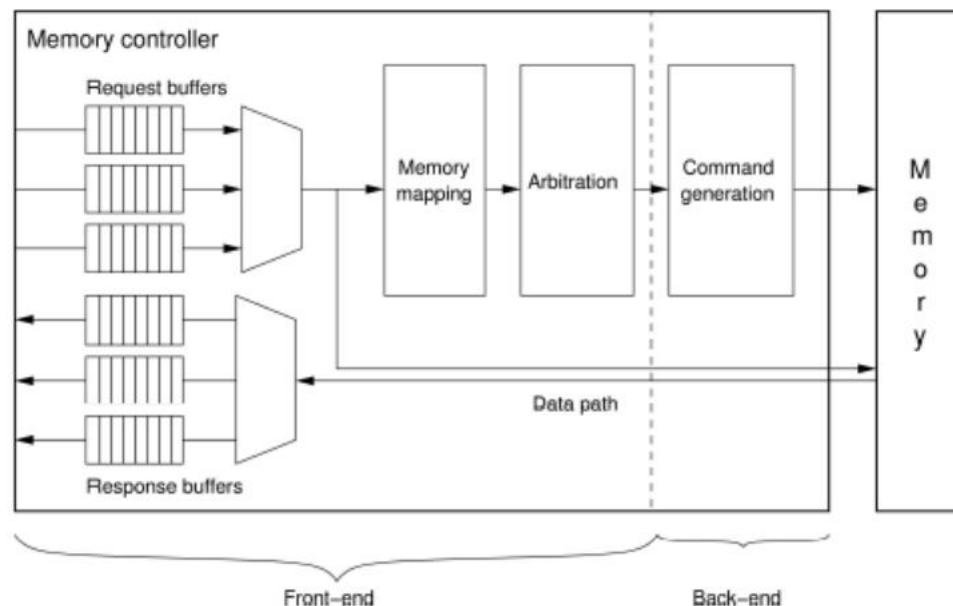 Memory controller
Request buffers
Memory
mapping
Arbitration
Command
generation
M
e
m
o
r
y
Data path
Response buffers
Front-end
Back-end